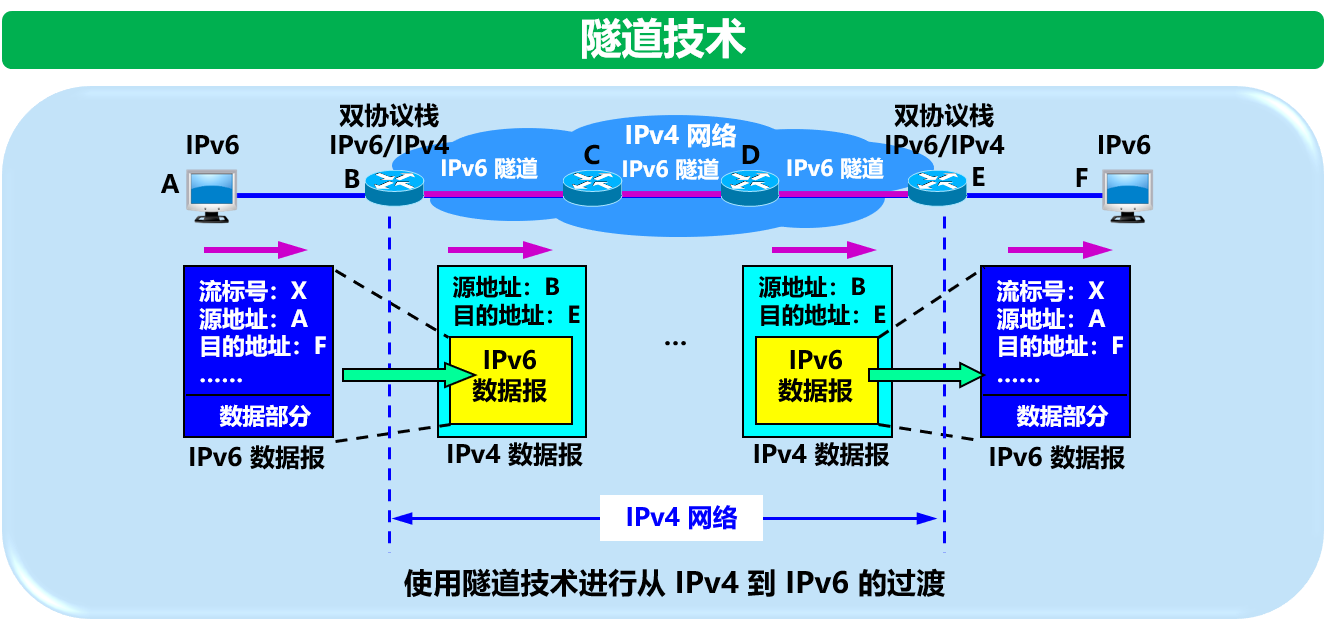 隧道技术
双协议栈
IPv6/IPv4
双协议栈
IPv6/IPv4
IPv6
IPv4 网络
IPv6
A
B
IPv6 隧道
C
IPv6 隧道
D
IPv6 隧道
E
F
流标号：X
源地址：A
目的地址：F
……
数据部分
IPv6 数据报
源地址：B
目的地址：E
IPv6
数据报
IPv4 数据报
…
源地址：B
目的地址：E
IPv6
数据报
IPv4 数据报
流标号：X
源地址：A
目的地址：F
……
数据部分
IPv6 数据报
IPv4 网络
使用隧道技术进行从 IPv4 到 IPv6 的过渡